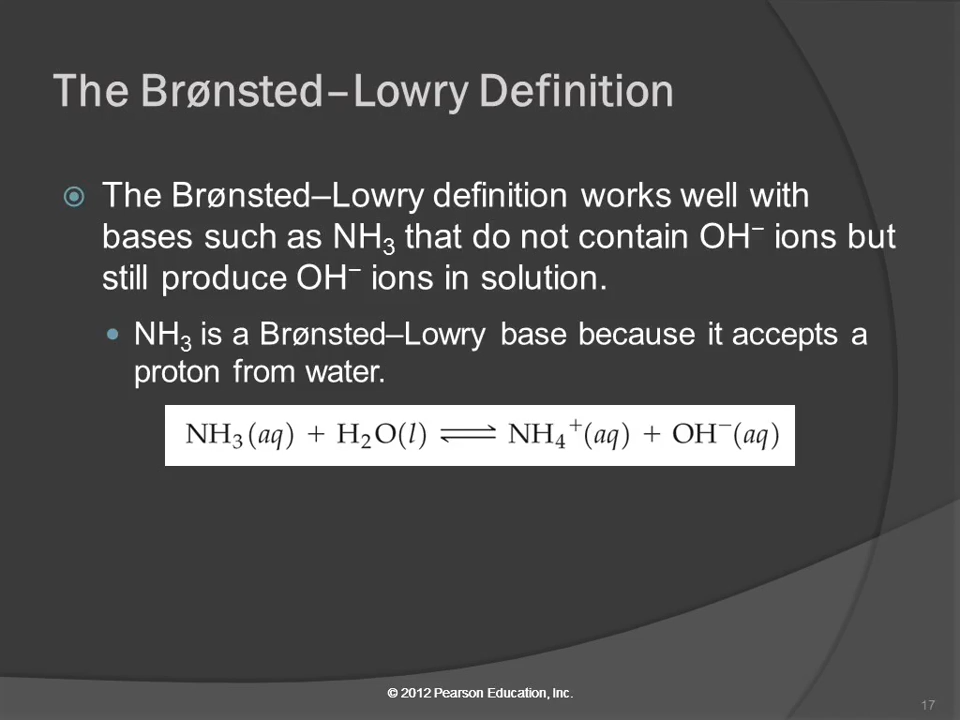 The Brønsted–Lowry Definition
The Brønsted–Lowry definition works well with
bases such as NH₃ that do not contain OH⁻ ions but
still produce OH⁻ ions in solution.
NH₃ is a Brønsted–Lowry base because it accepts a
proton from water.
NH₃(aq) + H₂O(l) ⇌ NH₄⁺(aq) + OH⁻(aq)
© 2012 Pearson Education, Inc.
17